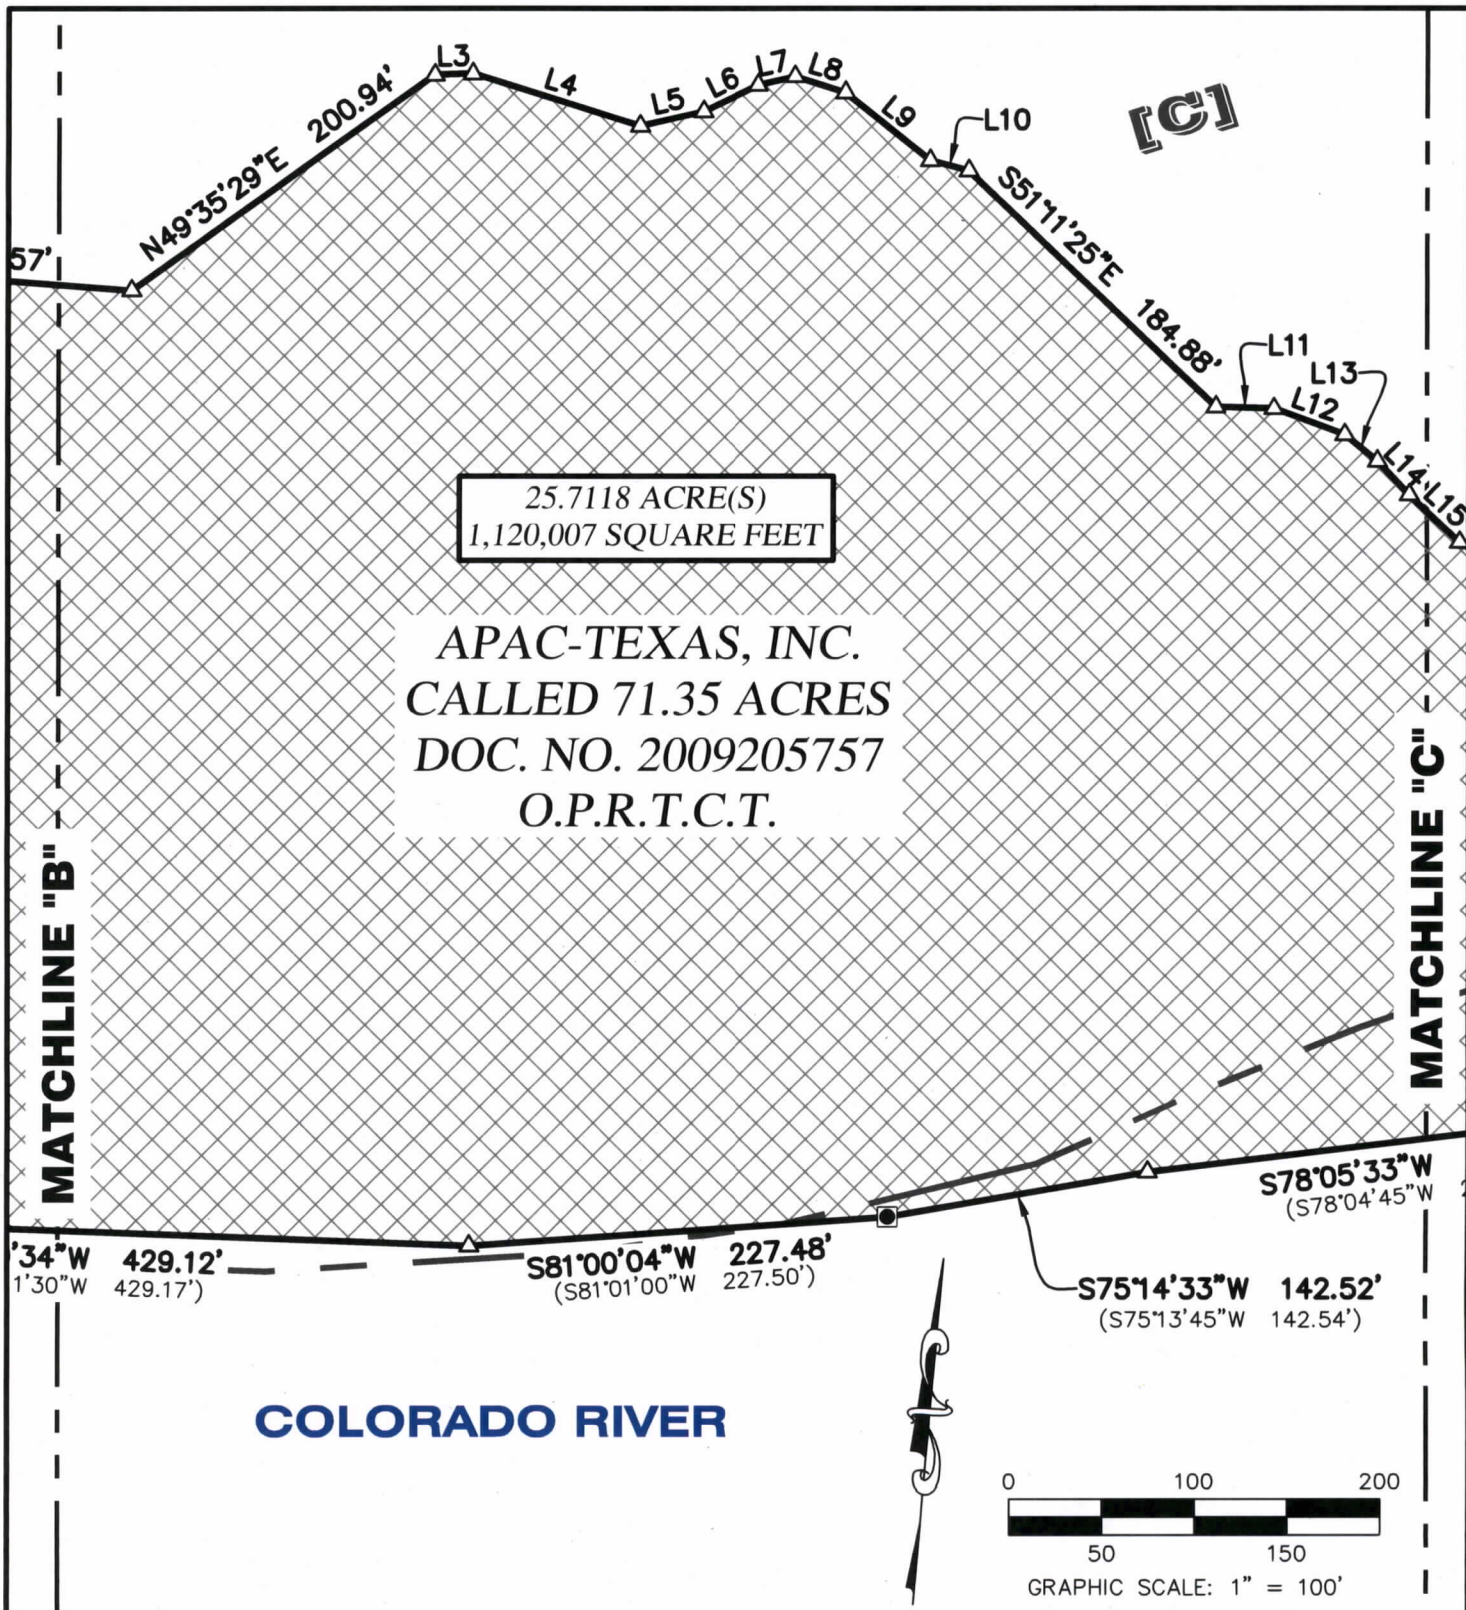 L3
L4
L5
L6
L7
L8
L9
L10
[C]
N49°35'29"E 200.94'
57'
S51°11'25"E 184.88'
L11
L13
L12
L14
L15
25.7118 ACRE(S)
1,120,007 SQUARE FEET
APAC-TEXAS, INC.
CALLED 71.35 ACRES
DOC. NO. 2009205757
O.P.R.T.C.T.
MATCHLINE "B"
MATCHLINE "C"
S78°05'33"W
(S78°04'45"W
'34"W 429.12'
1'30"W 429.17')
S81°00'04"W 227.48'
(S81°01'00"W 227.50')
S75°14'33"W 142.52'
(S75°13'45"W 142.54')
COLORADO RIVER
0 100 200
50 150
GRAPHIC SCALE: 1" = 100'